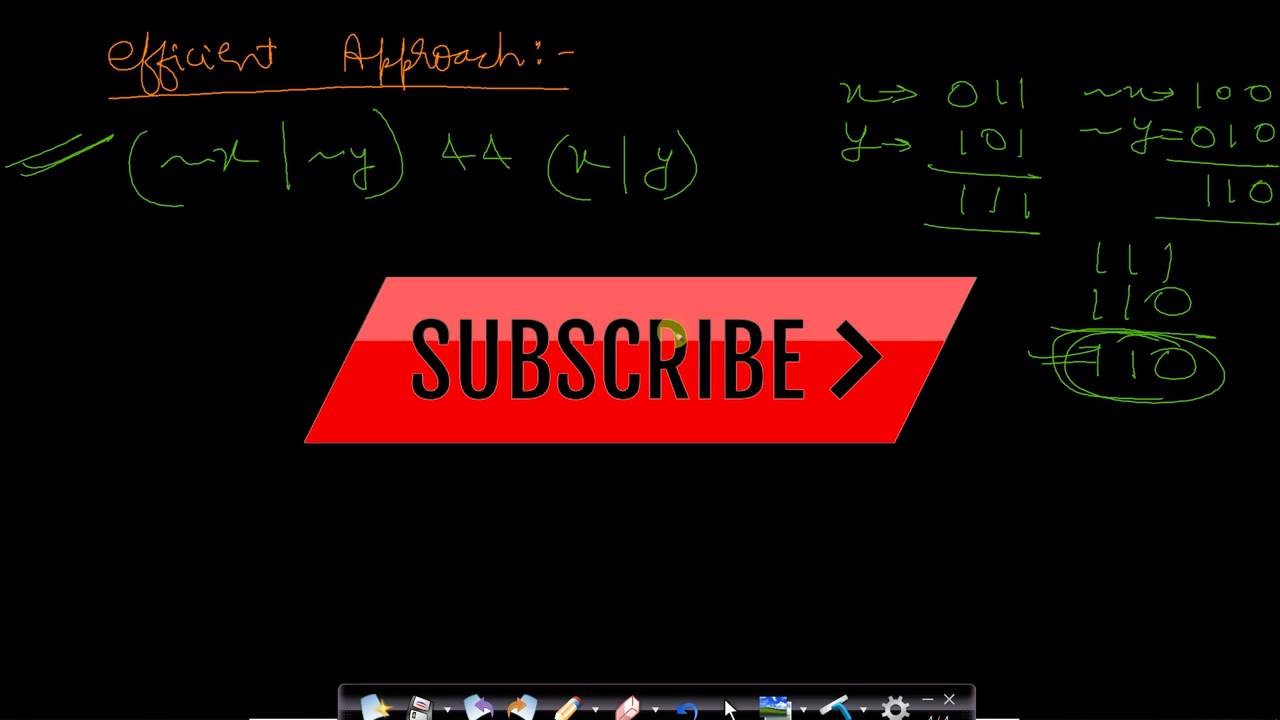 Efficient Approach:-
(~x | ~y) && (x | y)
x → 011
y → 101
111
~x → 100
~y = 010
110
111
110
110
SUBSCRIBE >